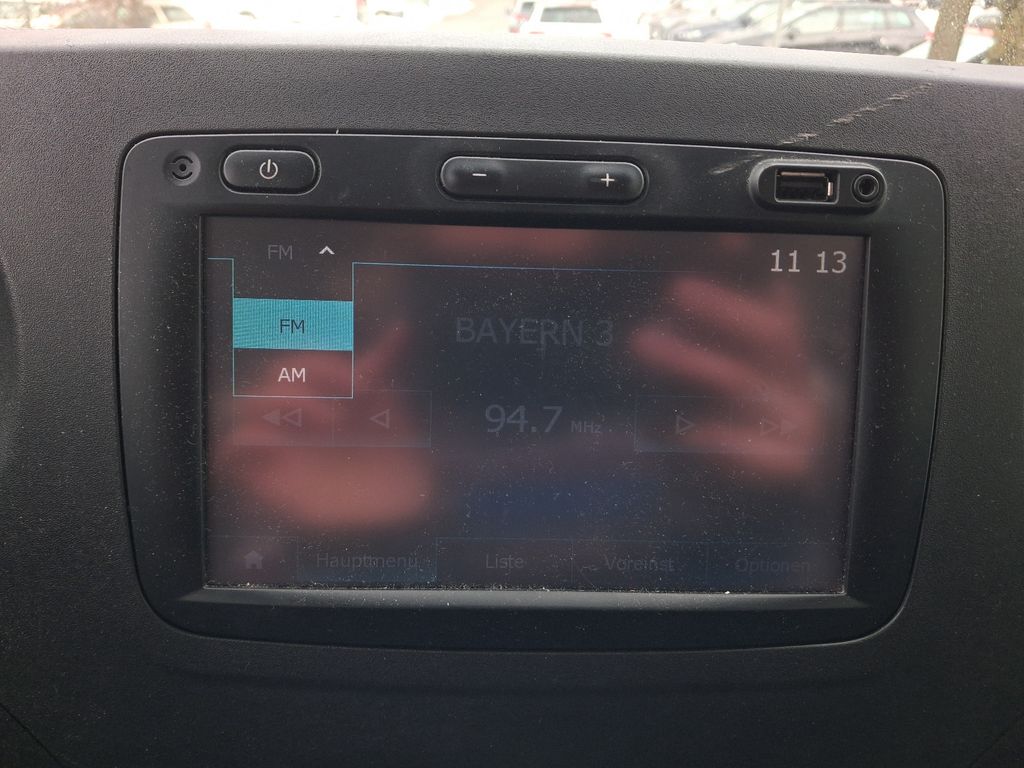 FM
11 13
FM
BAYERN 3
AM
94.7 MHz
Hauptmenü Liste Voreinst. Optionen